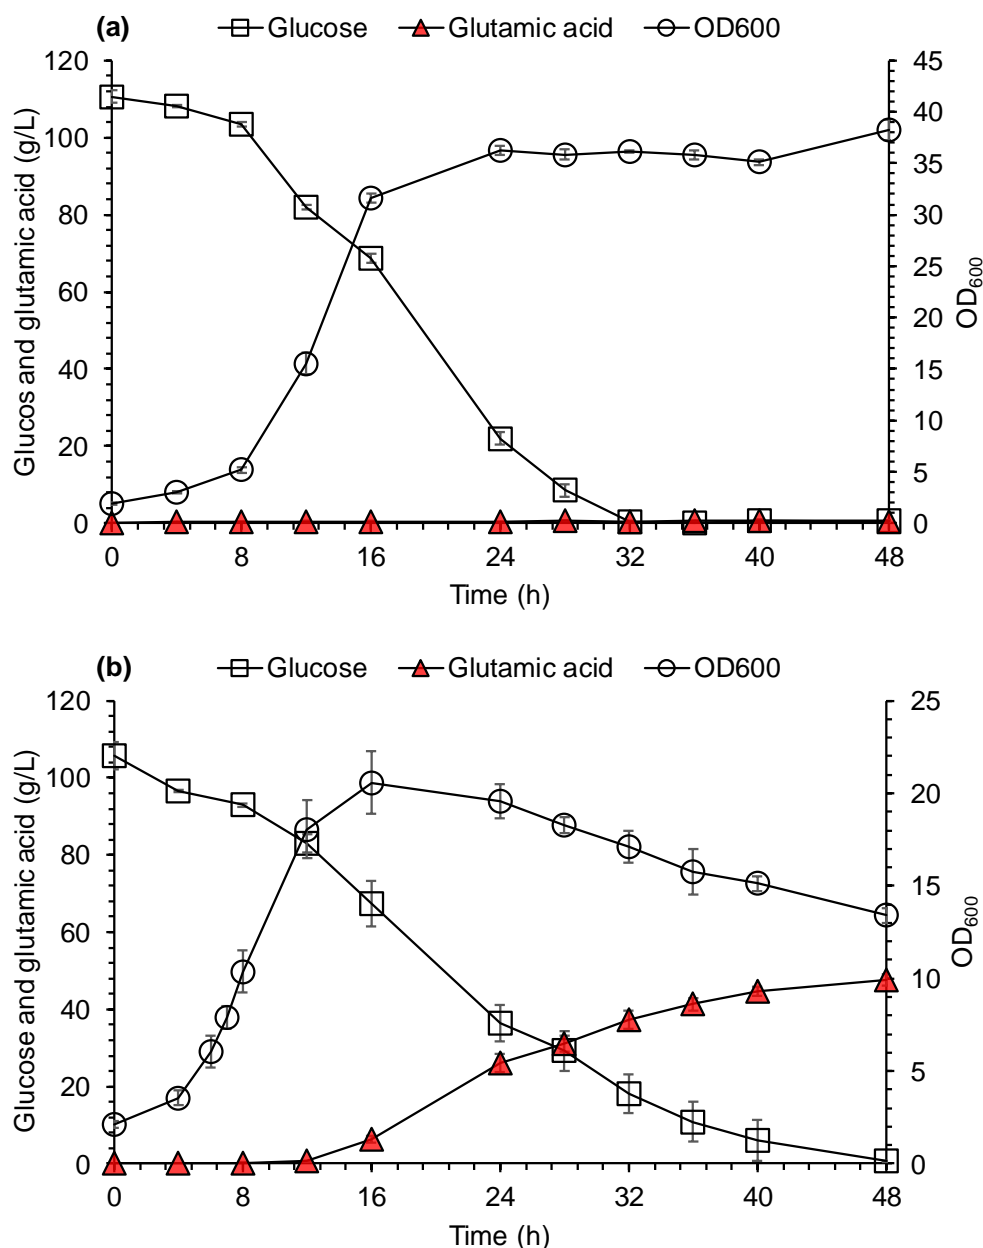 (a) Glucose Glutamic acid OD600
120 45
100 40
80 35
60 30
40 25
20 20
0 15
10
5
0
Glucos and glutamic acid (g/L)
OD600
0 8 16 24 32 40 48
Time (h)
(b) Glucose Glutamic acid OD600
120 25
100 20
80 15
60 10
40 5
20 0
0
Glucose and glutamic acid (g/L)
OD600
0 8 16 24 32 40 48
Time (h)